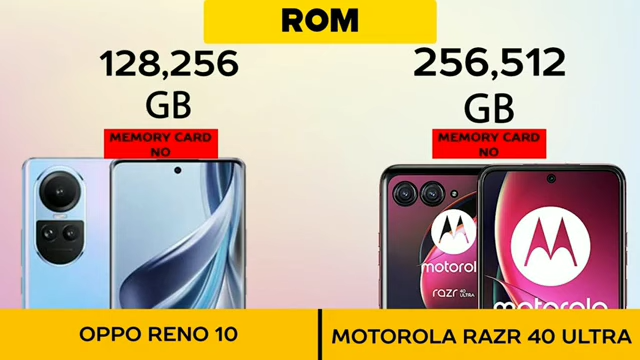 ROM
128,256
GB
MEMORY CARD
NO
256,512
GB
MEMORY CARD
NO
motorola
razr 40
ULTRA
OPPO RENO 10
MOTOROLA RAZR 40 ULTRA